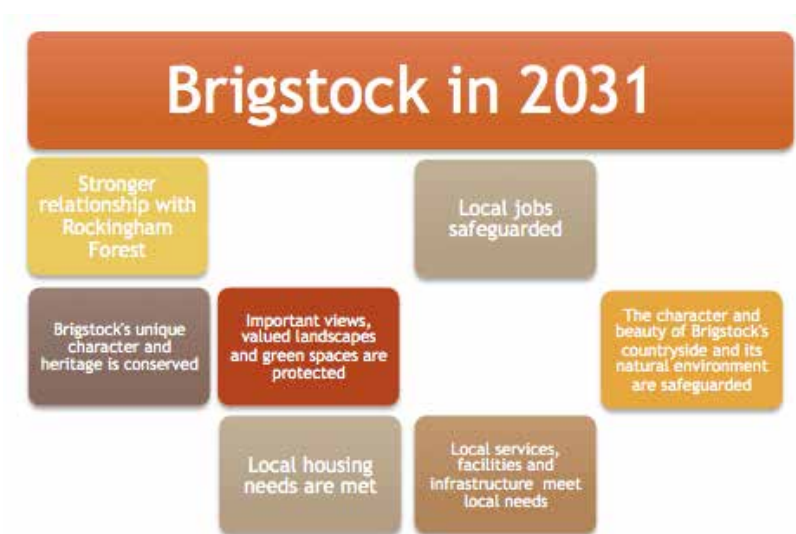 Brigstock in 2031
Stronger
relationship with
Rockingham
Forest
Local jobs
safeguarded
Brigstock's unique
character and
heritage is conserved
Important views,
valued landscapes
and green spaces are
protected
The character and
beauty of Brigstock's
countryside and its
natural environment
are safeguarded
Local housing
needs are met
Local services,
facilities and
infrastructure meet
local needs